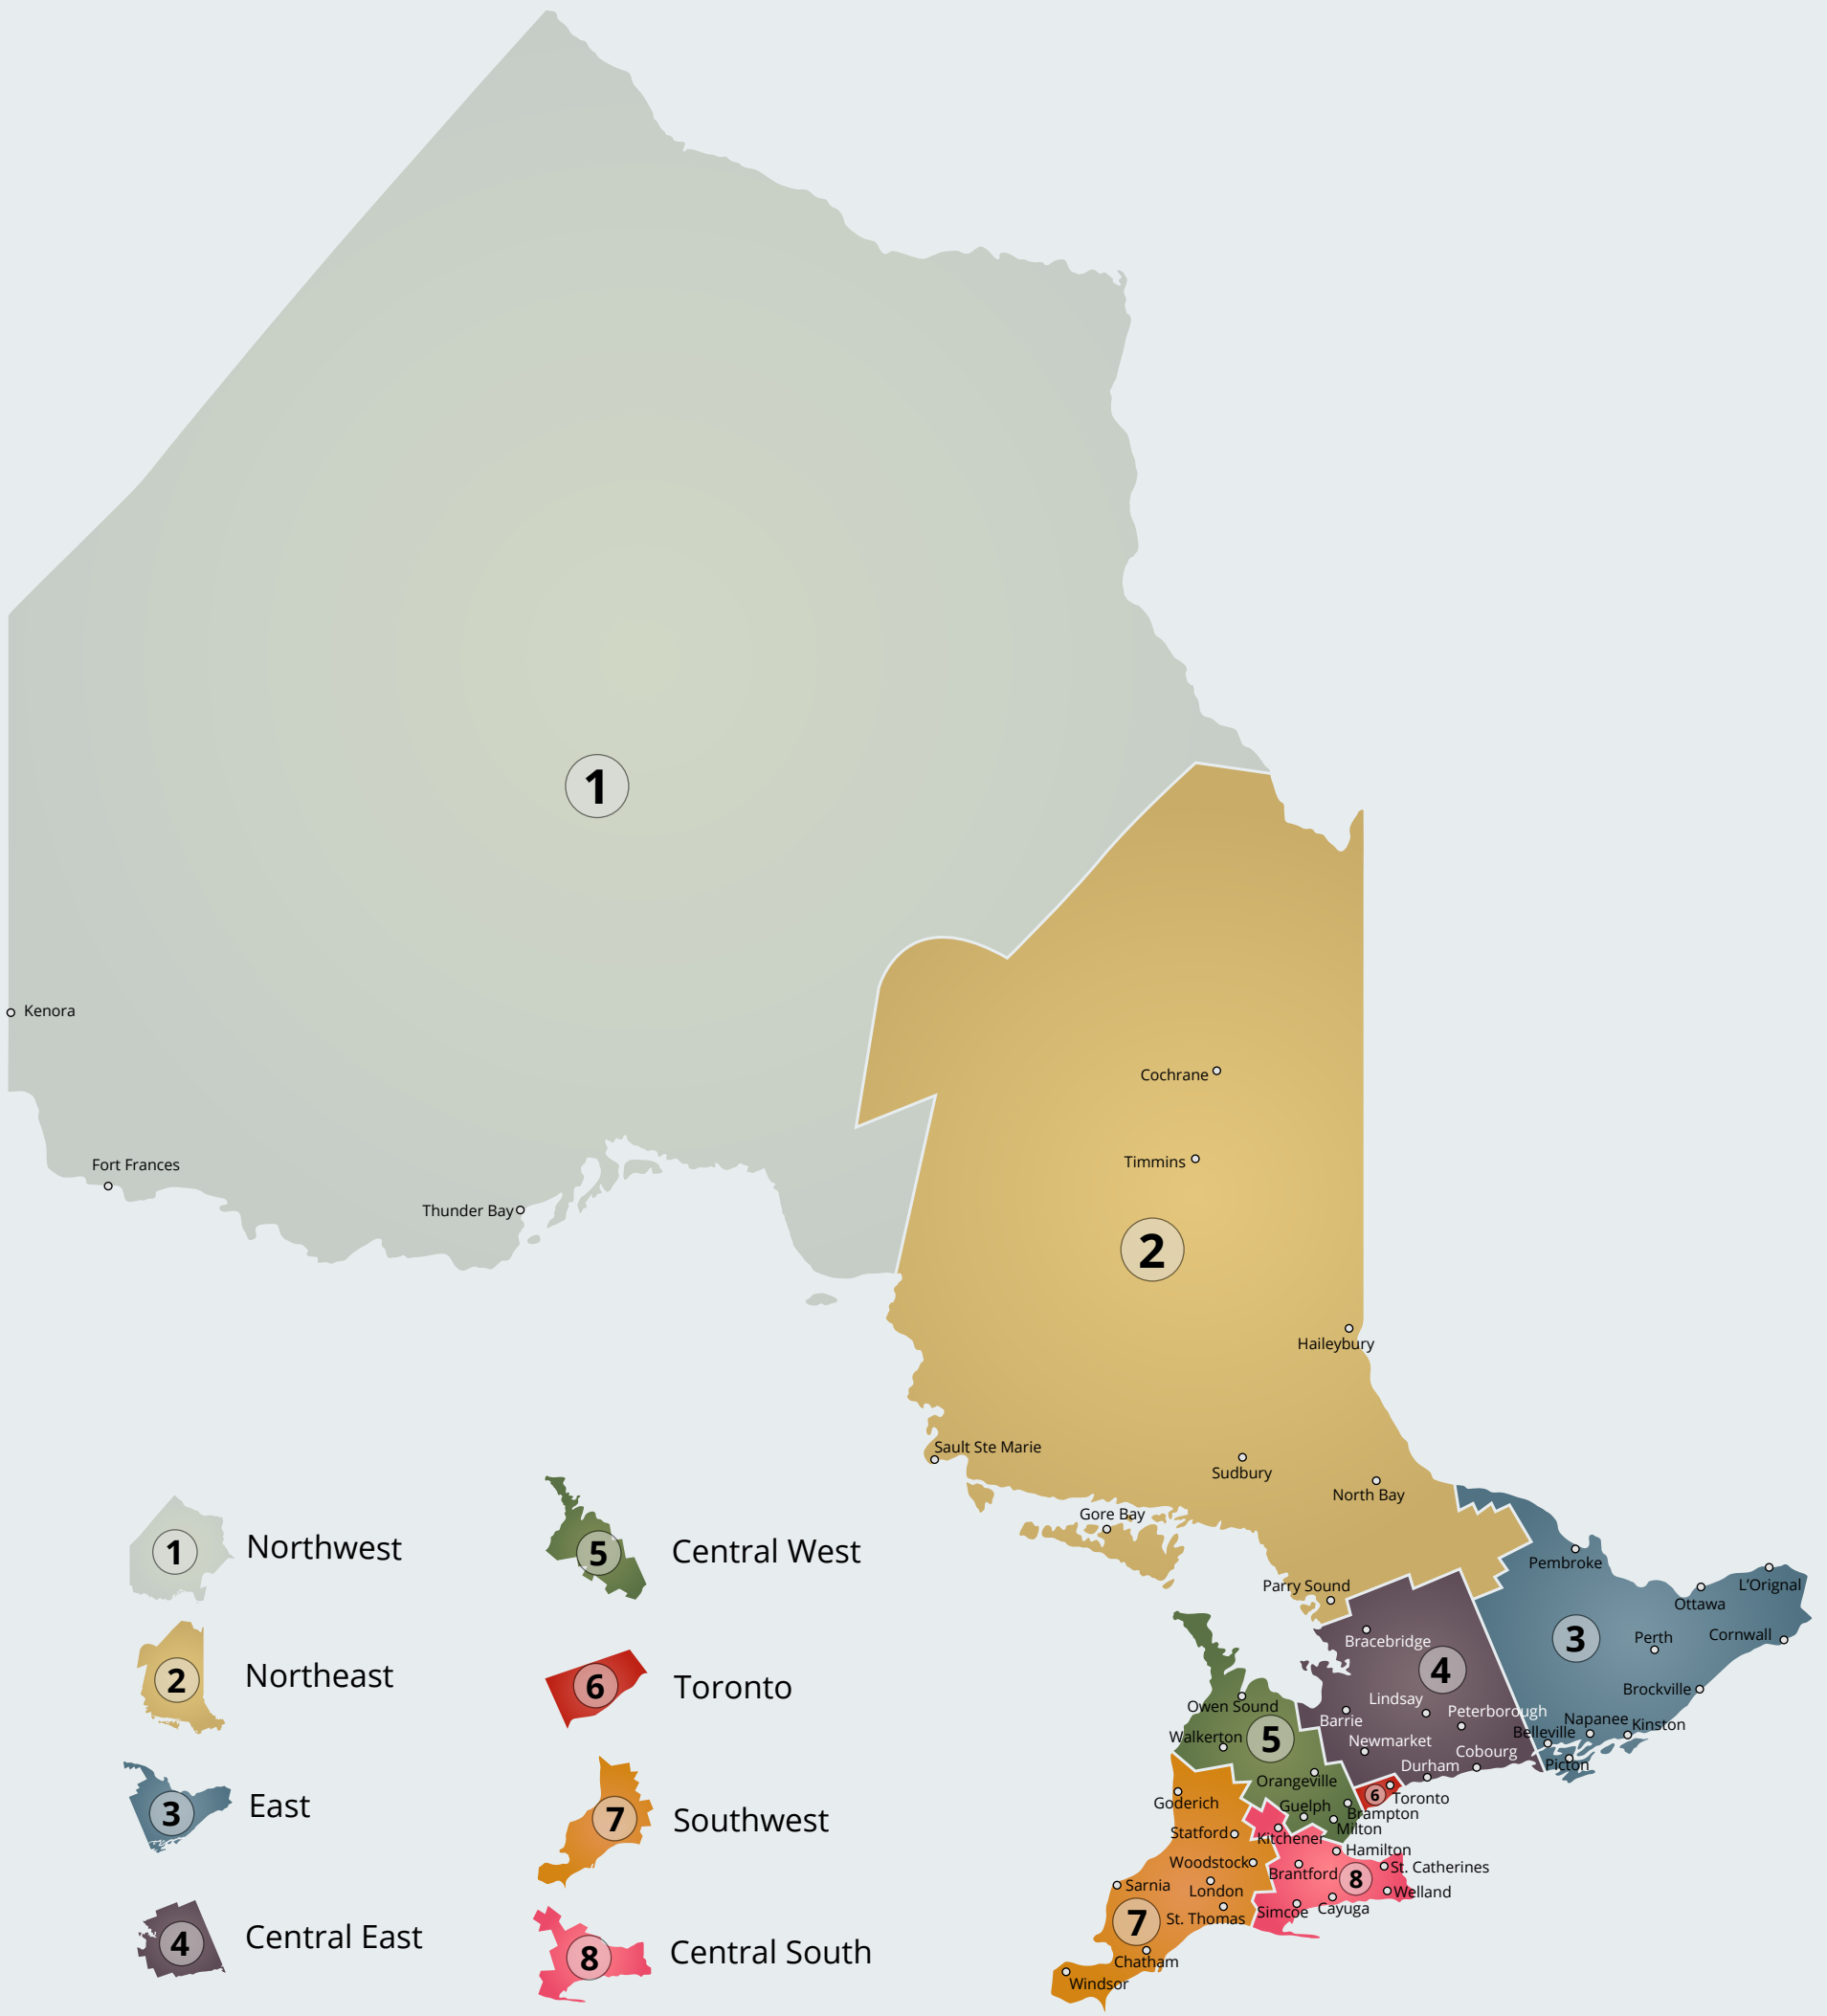 1
Kenora
Cochrane
Timmins
Fort Frances
Thunder Bay
2
Haileybury
Sault Ste Marie
Sudbury
North Bay
Gore Bay
Parry Sound
Pembroke
L'Orignal
Ottawa
3
Perth
Cornwall
Brockville
Napanee
Kinston
Belleville
Picton
Bracebridge
4
Lindsay
Peterborough
Barrie
Newmarket
Cobourg
Durham
Owen Sound
5
Walkerton
Orangeville
Guelph
Brampton
Milton
6
Toronto
Goderich
Statford
Woodstock
Sarnia
London
7
St. Thomas
Chatham
Windsor
Kitchener
Hamilton
Brantford
8
St. Catherines
Welland
Simcoe
Cayuga
1 Northwest
2 Northeast
3 East
4 Central East
5 Central West
6 Toronto
7 Southwest
8 Central South